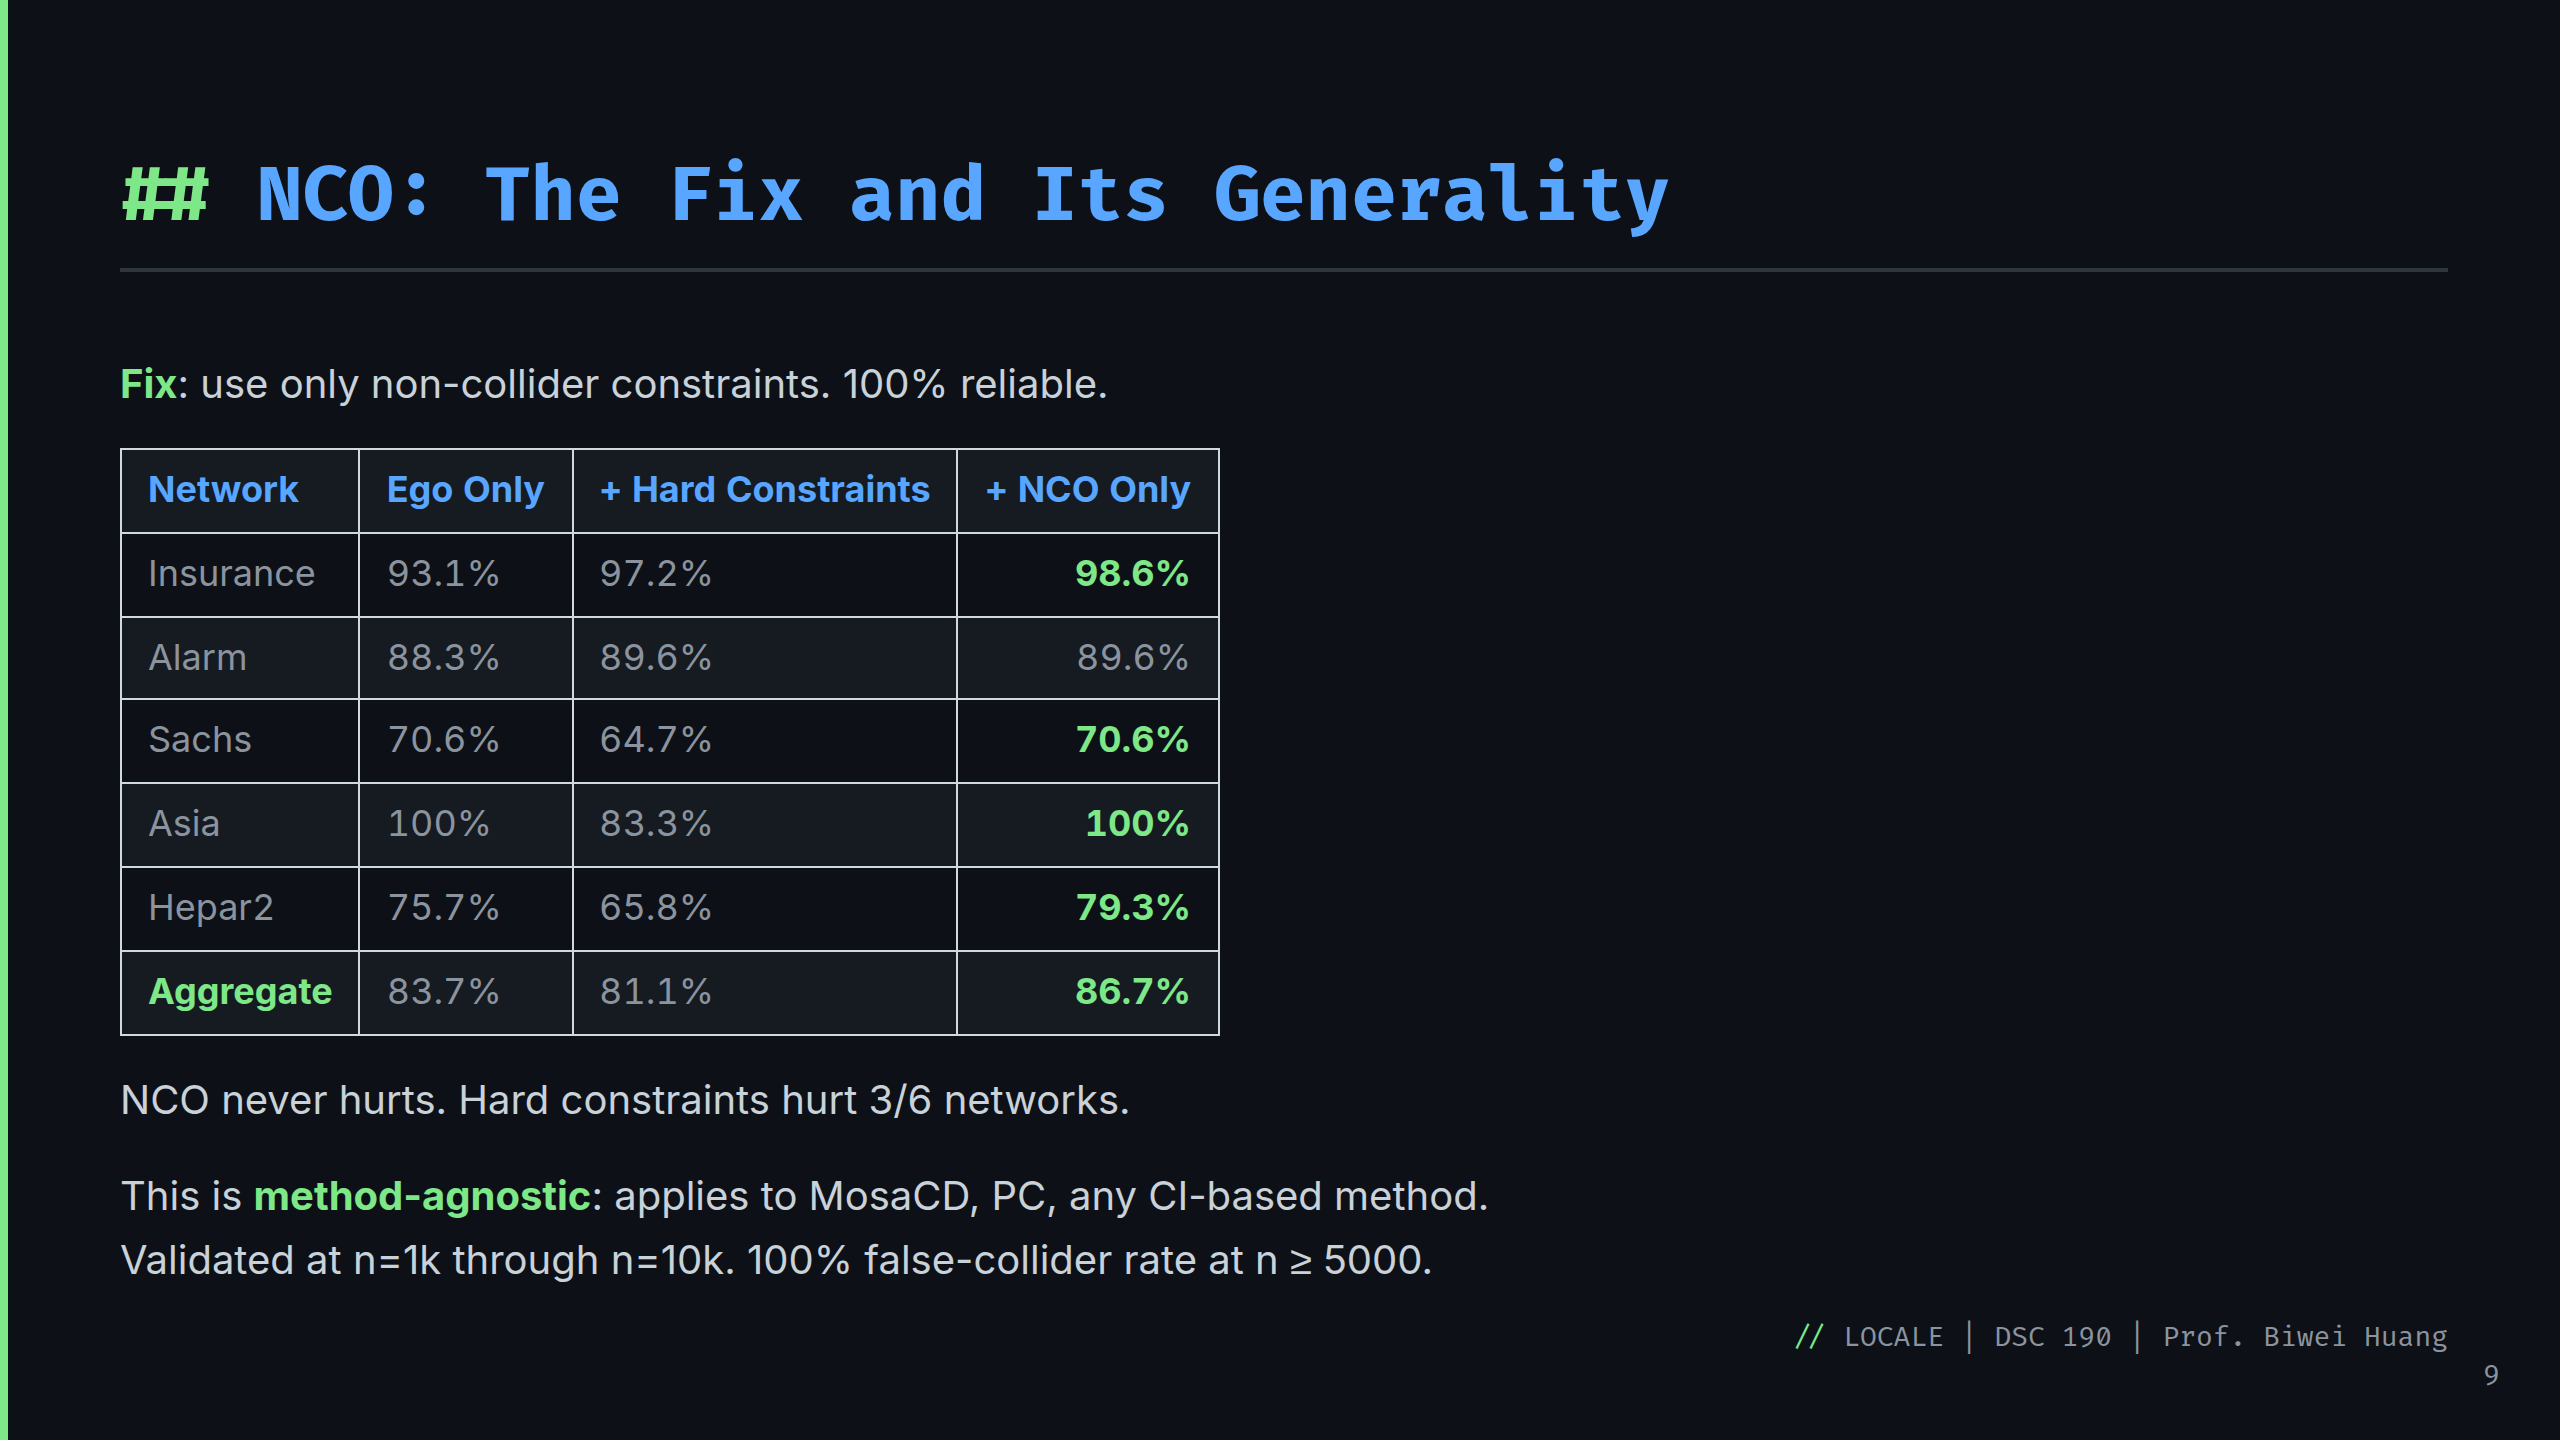 ## NCO: The Fix and Its Generality
Fix: use only non-collider constraints. 100% reliable.
Network Ego Only + Hard Constraints + NCO Only
Insurance 93.1% 97.2% 98.6%
Alarm 88.3% 89.6% 89.6%
Sachs 70.6% 64.7% 70.6%
Asia 100% 83.3% 100%
Hepar2 75.7% 65.8% 79.3%
Aggregate 83.7% 81.1% 86.7%
NCO never hurts. Hard constraints hurt 3/6 networks.
This is method-agnostic: applies to MosaCD, PC, any CI-based method.
Validated at n=1k through n=10k. 100% false-collider rate at n ≥ 5000.
// LOCALE | DSC 190 | Prof. Biwei Huang
9